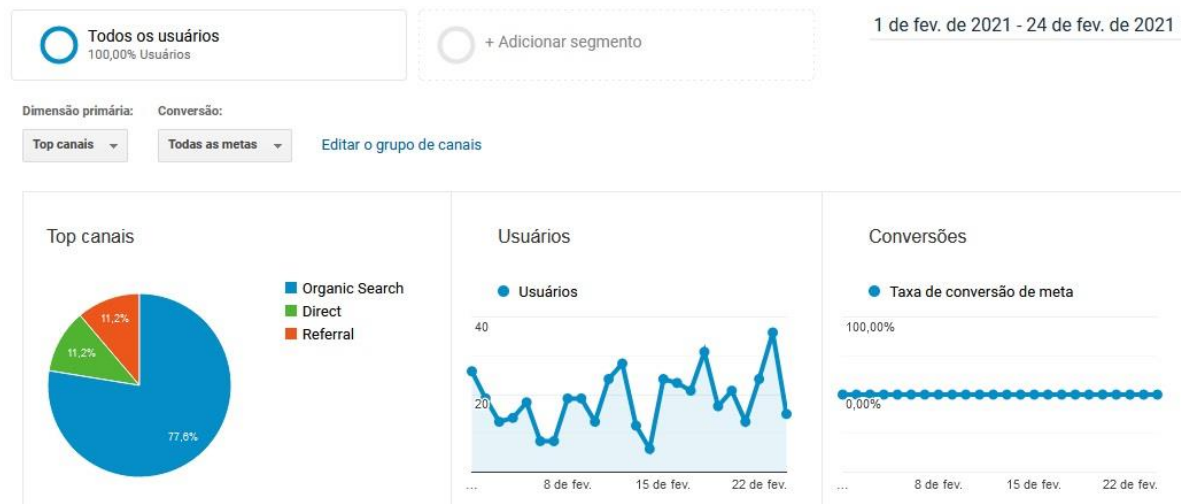 Todos os usuários
100,00% Usuários
+ Adicionar segmento
1 de fev. de 2021 - 24 de fev. de 2021
Dimensão primária:
Conversão:
Top canais
Todas as metas
Editar o grupo de canais
Top canais
11,2%
11,2%
77,6%
Organic Search
Direct
Referral
Usuários
Usuários
40
20
...
8 de fev.
15 de fev.
22 de fev.
Conversões
Taxa de conversão de meta
100,00%
0,00%
...
8 de fev.
15 de fev.
22 de fev.